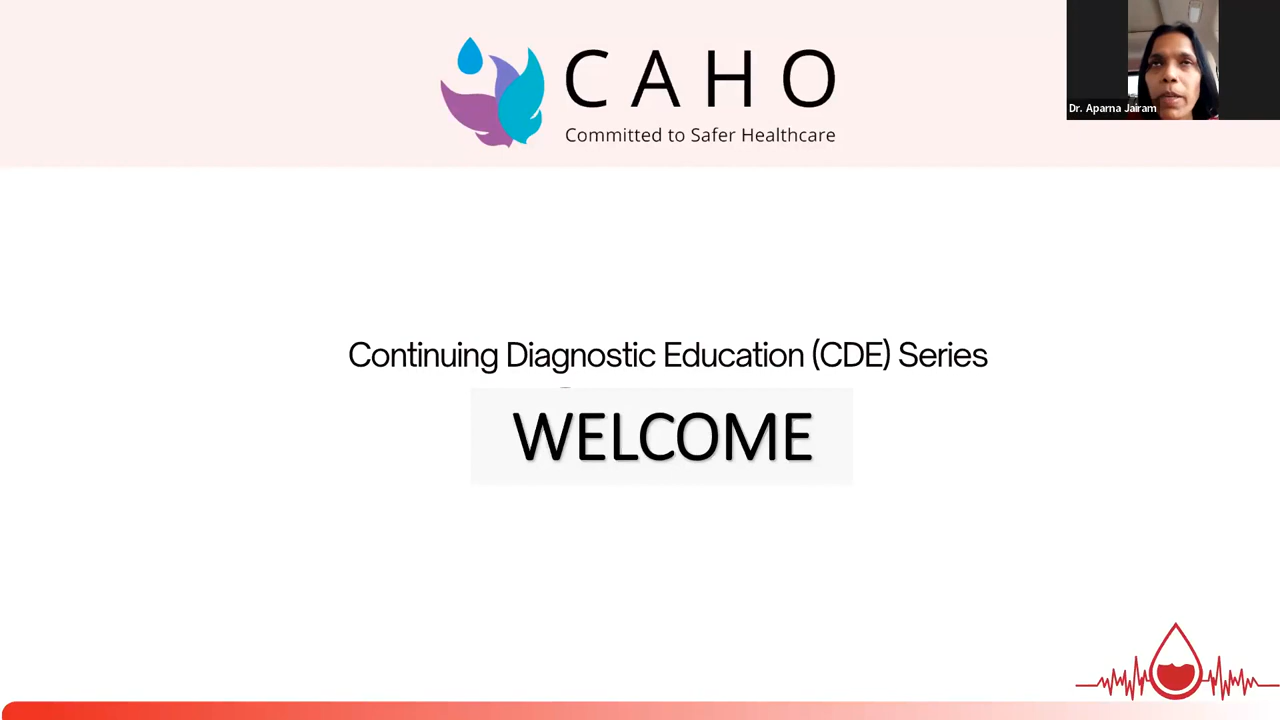 CAHO
Committed to Safer Healthcare
Dr. Aparna Jairam
Continuing Diagnostic Education (CDE) Series
WELCOME